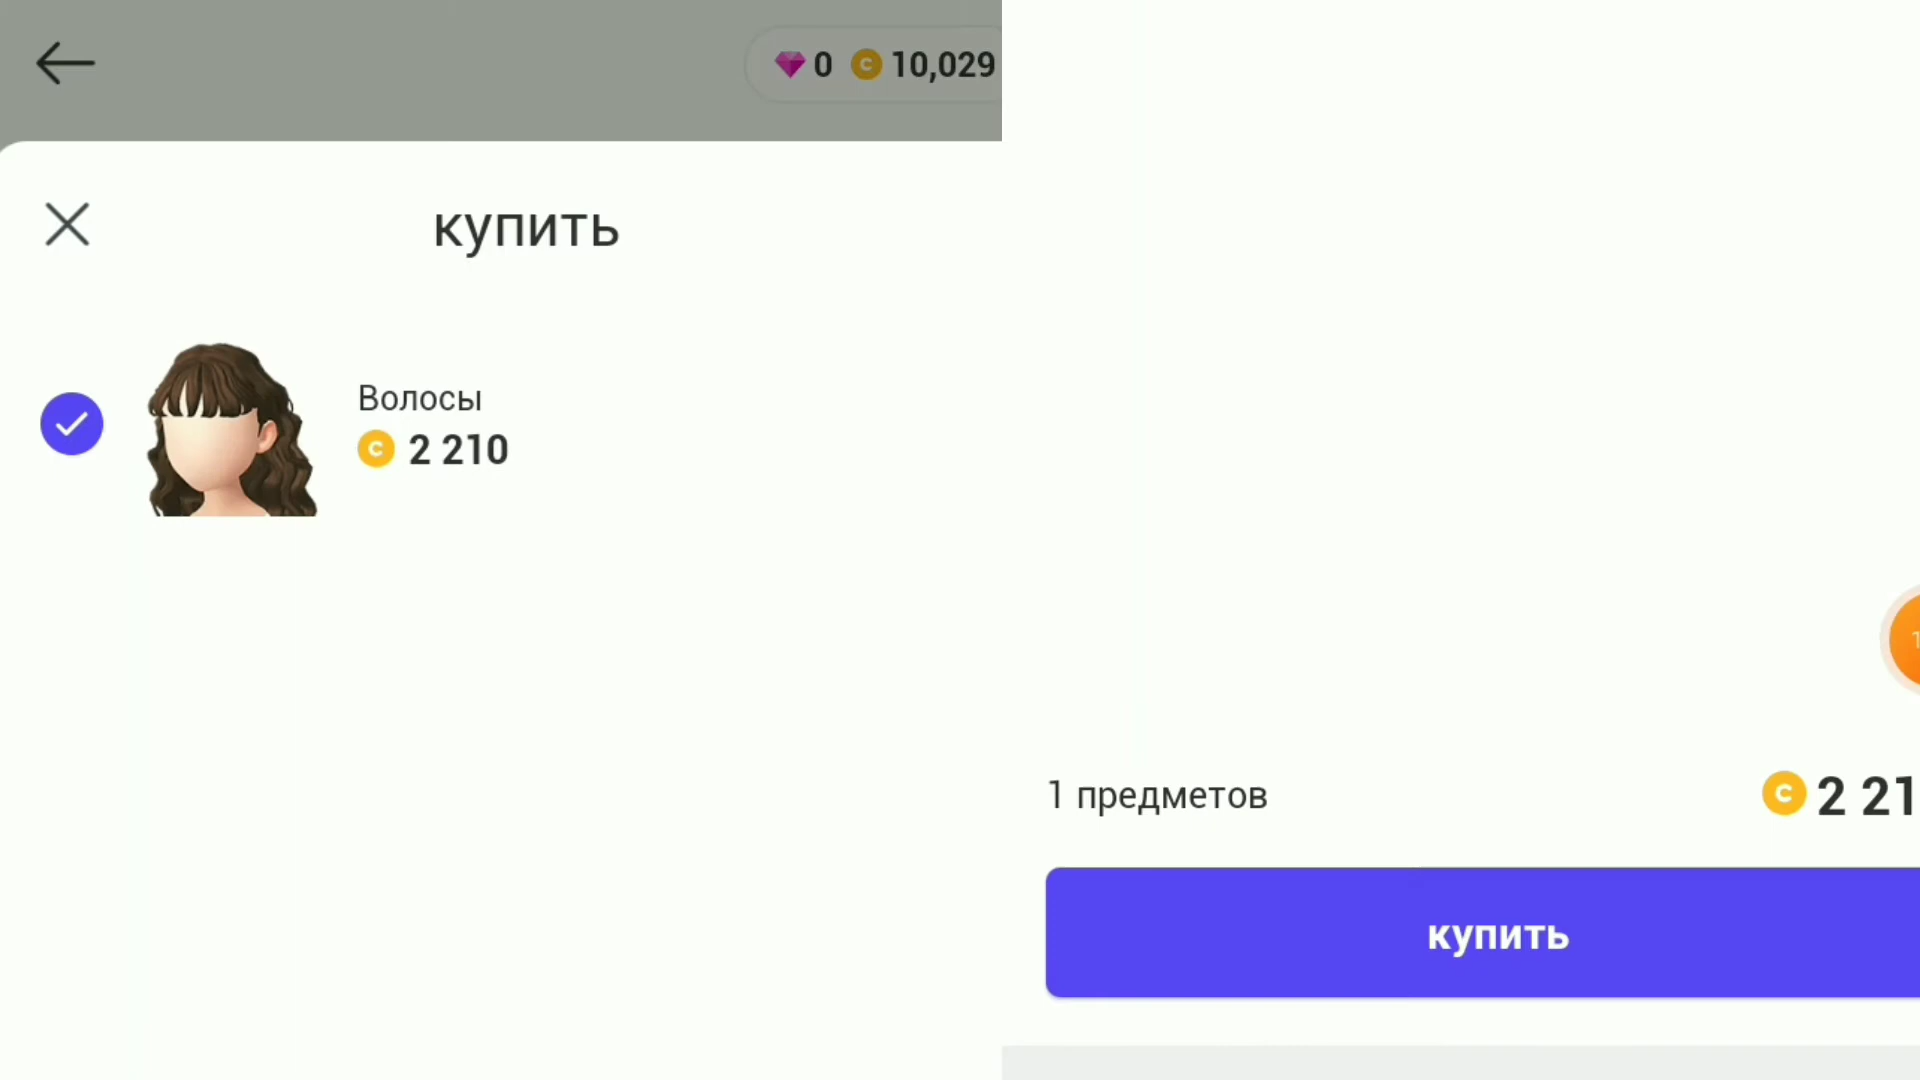 0 C 10,029
купить
Волосы
C 2 210
1 предметов
C 2 21
купить